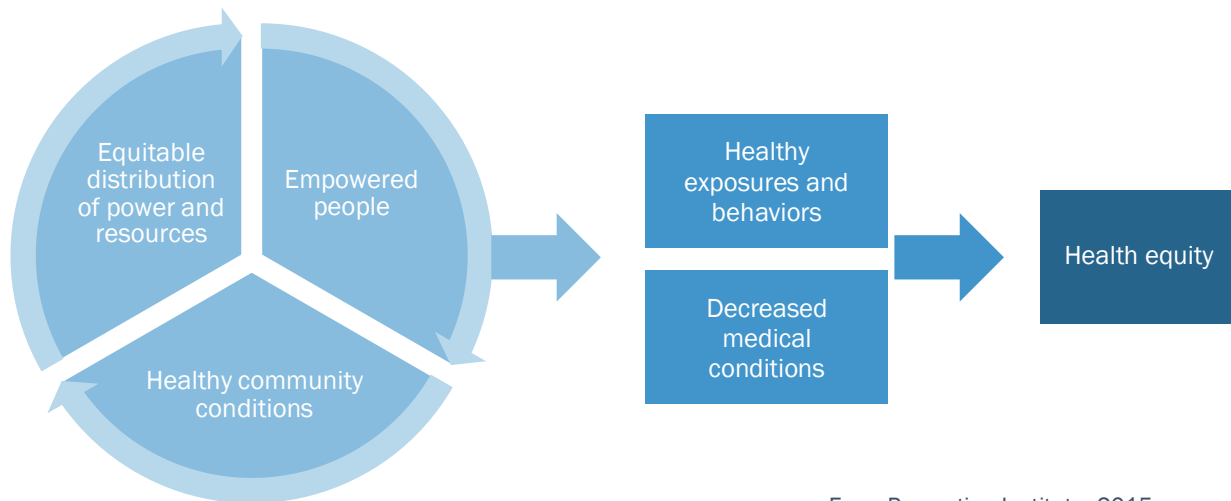 Equitable
distribution
of power and
resources
Empowered
people
Healthy community
conditions
Healthy
exposures and
behaviors
Decreased
medical
conditions
Health equity